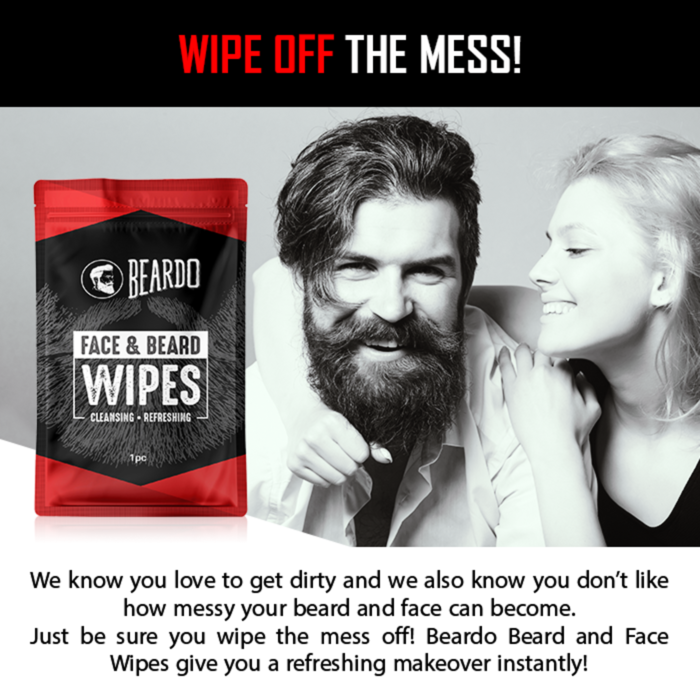 WIPE OFF THE MESS!
BEARDO
FACE & BEARD
WIPES
CLEANSING • REFRESHING
1pc
We know you love to get dirty and we also know you don't like
how messy your beard and face can become.
Just be sure you wipe the mess off! Beardo Beard and Face
Wipes give you a refreshing makeover instantly!